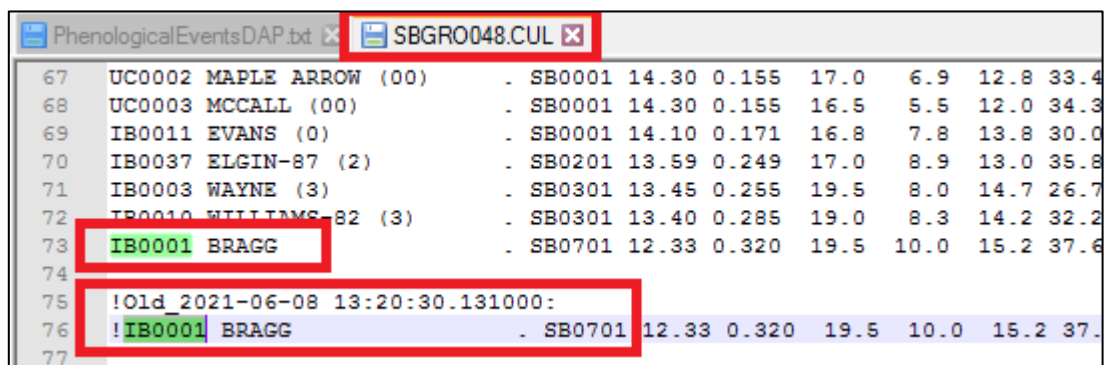 PhenologicalEventsDAP.txt SBGRO048.CUL
67 UC0002 MAPLE ARROW (00) . SB0001 14.30 0.155 17.0 6.9 12.8 33.4
68 UC0003 MCCALL (00) . SB0001 14.30 0.155 16.5 5.5 12.0 34.3
69 IB0011 EVANS (0) . SB0001 14.10 0.171 16.8 7.8 13.8 30.0
70 IB0037 ELGIN-87 (2) . SB0201 13.59 0.249 17.0 8.9 13.0 35.8
71 IB0003 WAYNE (3) . SB0301 13.45 0.255 19.5 8.0 14.7 26.7
72 IB0010 WILLIAMS-82 (3) . SB0301 13.40 0.285 19.0 8.3 14.2 32.2
73 IB0001 BRAGG . SB0701 12.33 0.320 19.5 10.0 15.2 37.6
74
75 !Old_2021-06-08 13:20:30.131000:
76 !IB0001 BRAGG . SB0701 12.33 0.320 19.5 10.0 15.2 37.
77